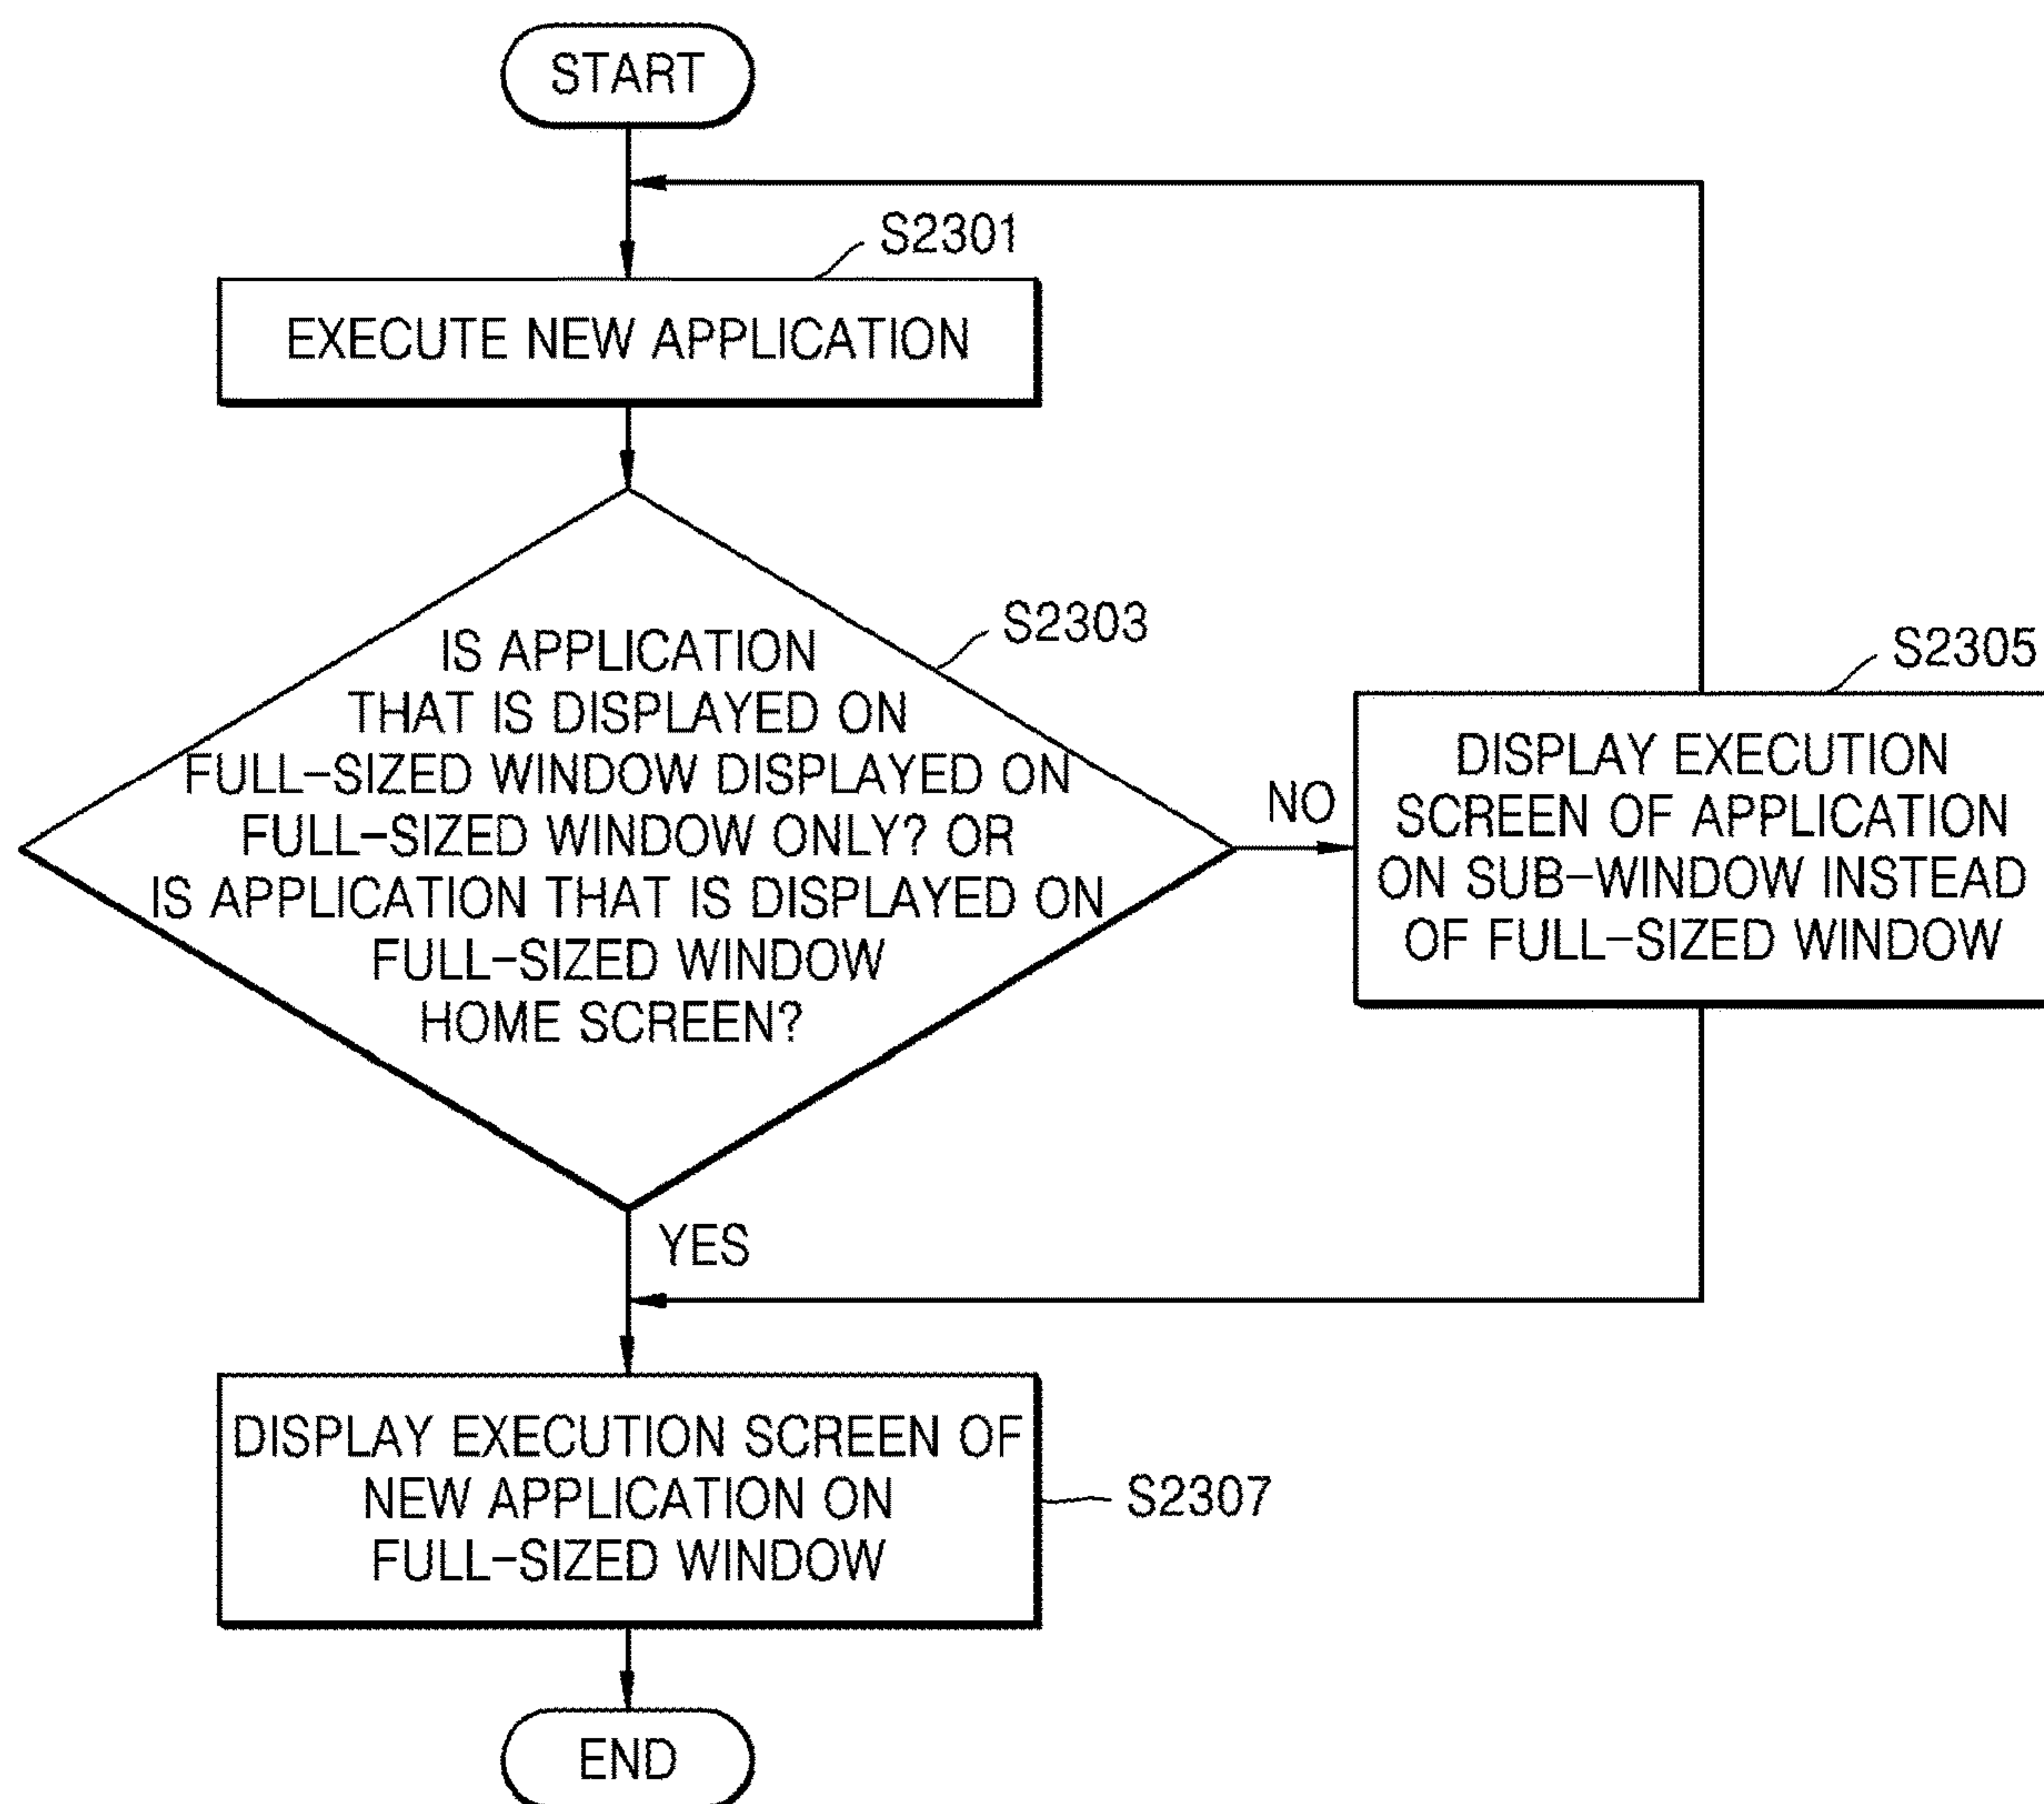 START
S2301
EXECUTE NEW APPLICATION
S2303
IS APPLICATION
THAT IS DISPLAYED ON
FULL-SIZED WINDOW DISPLAYED ON
FULL-SIZED WINDOW ONLY? OR
IS APPLICATION THAT IS DISPLAYED ON
FULL-SIZED WINDOW
HOME SCREEN?
NO
S2305
DISPLAY EXECUTION
SCREEN OF APPLICATION
ON SUB-WINDOW INSTEAD
OF FULL-SIZED WINDOW
YES
DISPLAY EXECUTION SCREEN OF
NEW APPLICATION ON
FULL-SIZED WINDOW
S2307
END